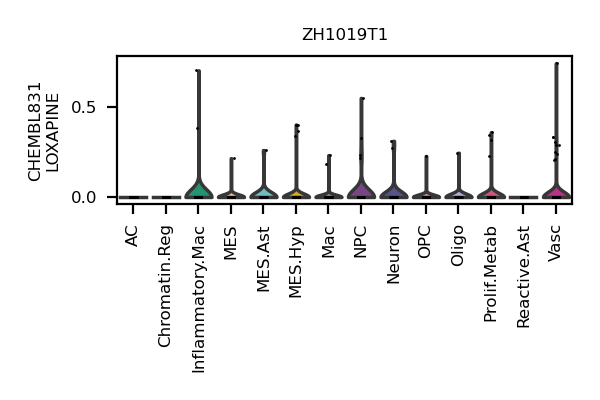 ZH1019T1
CHEMBL831
LOXAPINE
0.5
0.0
AC
Chromatin.Reg
Inflammatory.Mac
MES
MES.Ast
MES.Hyp
Mac
NPC
Neuron
OPC
Oligo
Prolif.Metab
Reactive.Ast
Vasc